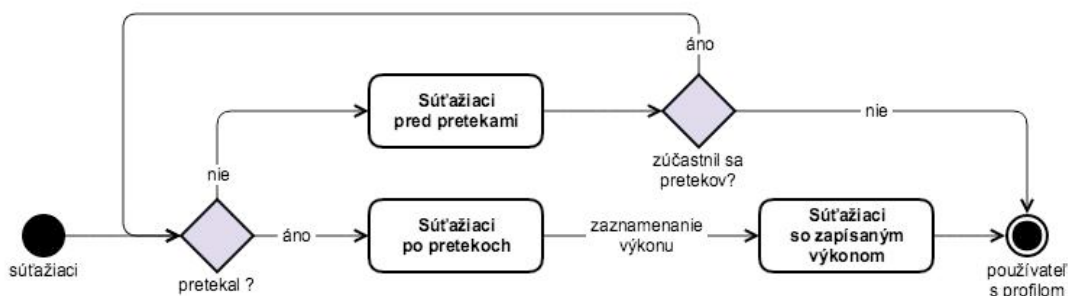 áno
Súťažiaci
pred pretekami
nie
zúčastnil sa
pretekov?
nie
súťažiaci
pretekal ?
áno
Súťažiaci
po pretekoch
zaznamenanie
výkonu
Súťažiaci
so zapísaným
výkonom
používateľ
s profilom